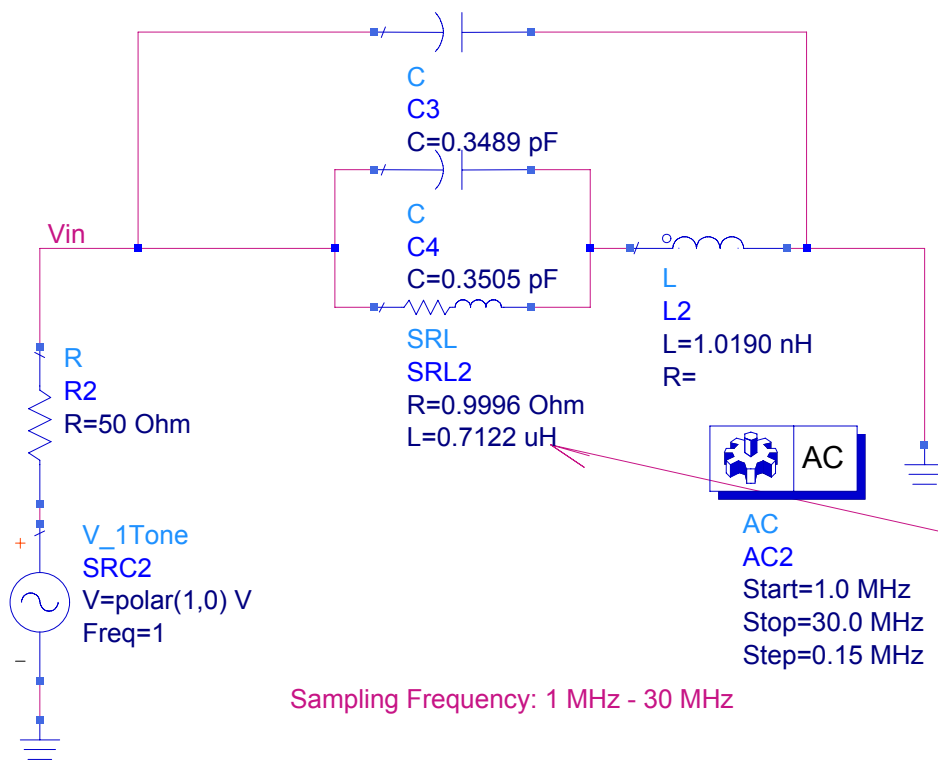 C
C3
C=0.3489 pF
C
C4
C=0.3505 pF
Vin
SRL
SRL2
R=0.9996 Ohm
L=0.7122 uH
L
L2
L=1.0190 nH
R=
R
R2
R=50 Ohm
AC
AC
AC2
Start=1.0 MHz
Stop=30.0 MHz
Step=0.15 MHz
+
V_1Tone
SRC2
V=polar(1,0) V
Freq=1
–
Sampling Frequency: 1 MHz - 30 MHz